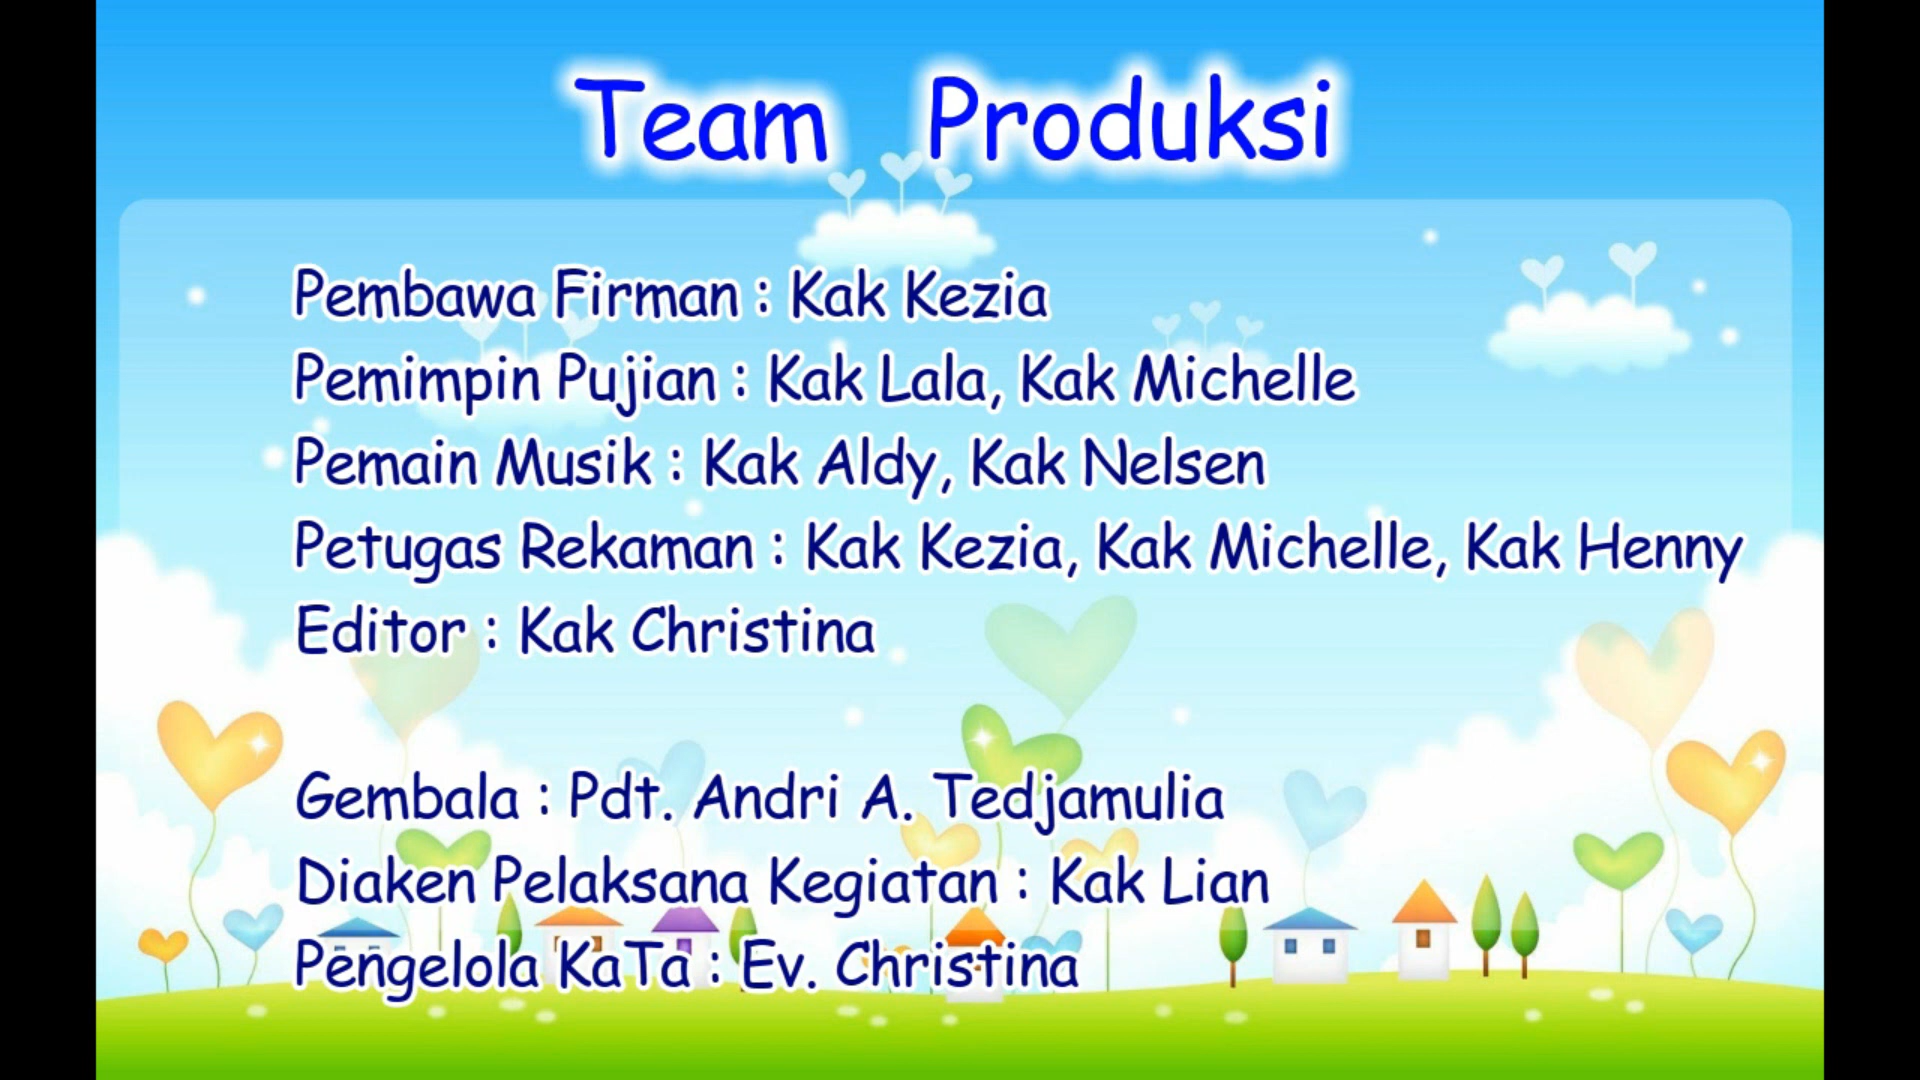 Team Produksi
Pembawa Firman : Kak Kezia
Pemimpin Pujian : Kak Lala, Kak Michelle
Pemain Musik : Kak Aldy, Kak Nelsen
Petugas Rekaman : Kak Kezia, Kak Michelle, Kak Henny
Editor : Kak Christina
Gembala : Pdt. Andri A. Tedjamulia
Diaken Pelaksana Kegiatan : Kak Lian
Pengelola KaTa : Ev. Christina